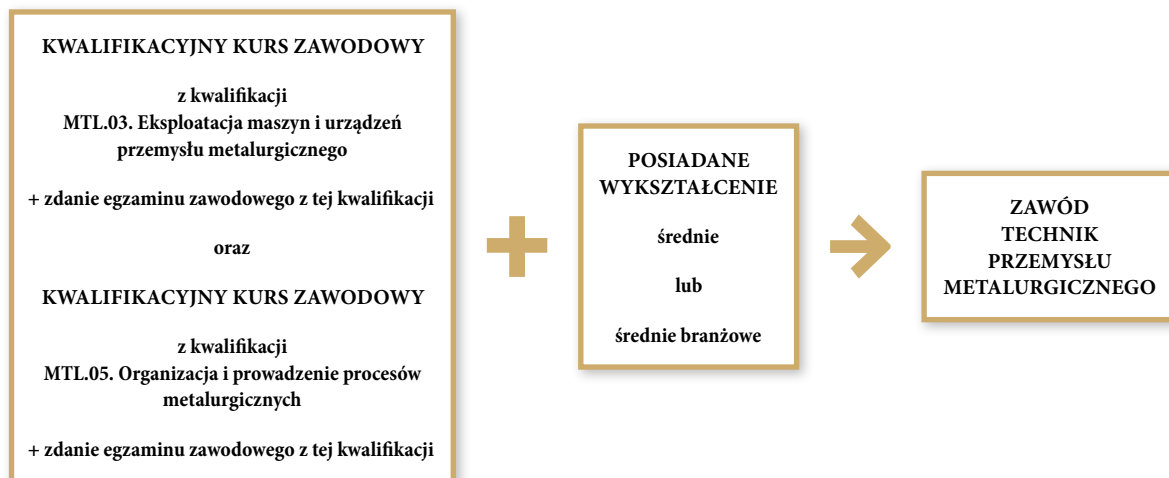 KWALIFIKACYJNY KURS ZAWODOWY
z kwalifikacji
MTL.03. Eksploatacja maszyn i urządzeń
przemysłu metalurgicznego
+ zdanie egzaminu zawodowego z tej kwalifikacji
oraz
KWALIFIKACYJNY KURS ZAWODOWY
z kwalifikacji
MTL.05. Organizacja i prowadzenie procesów
metalurgicznych
+ zdanie egzaminu zawodowego z tej kwalifikacji
POSIADANE
WYKSZTAŁCENIE
średnie
lub
średnie branżowe
ZAWÓD
TECHNIK
PRZEMYSŁU
METALURGICZNEGO